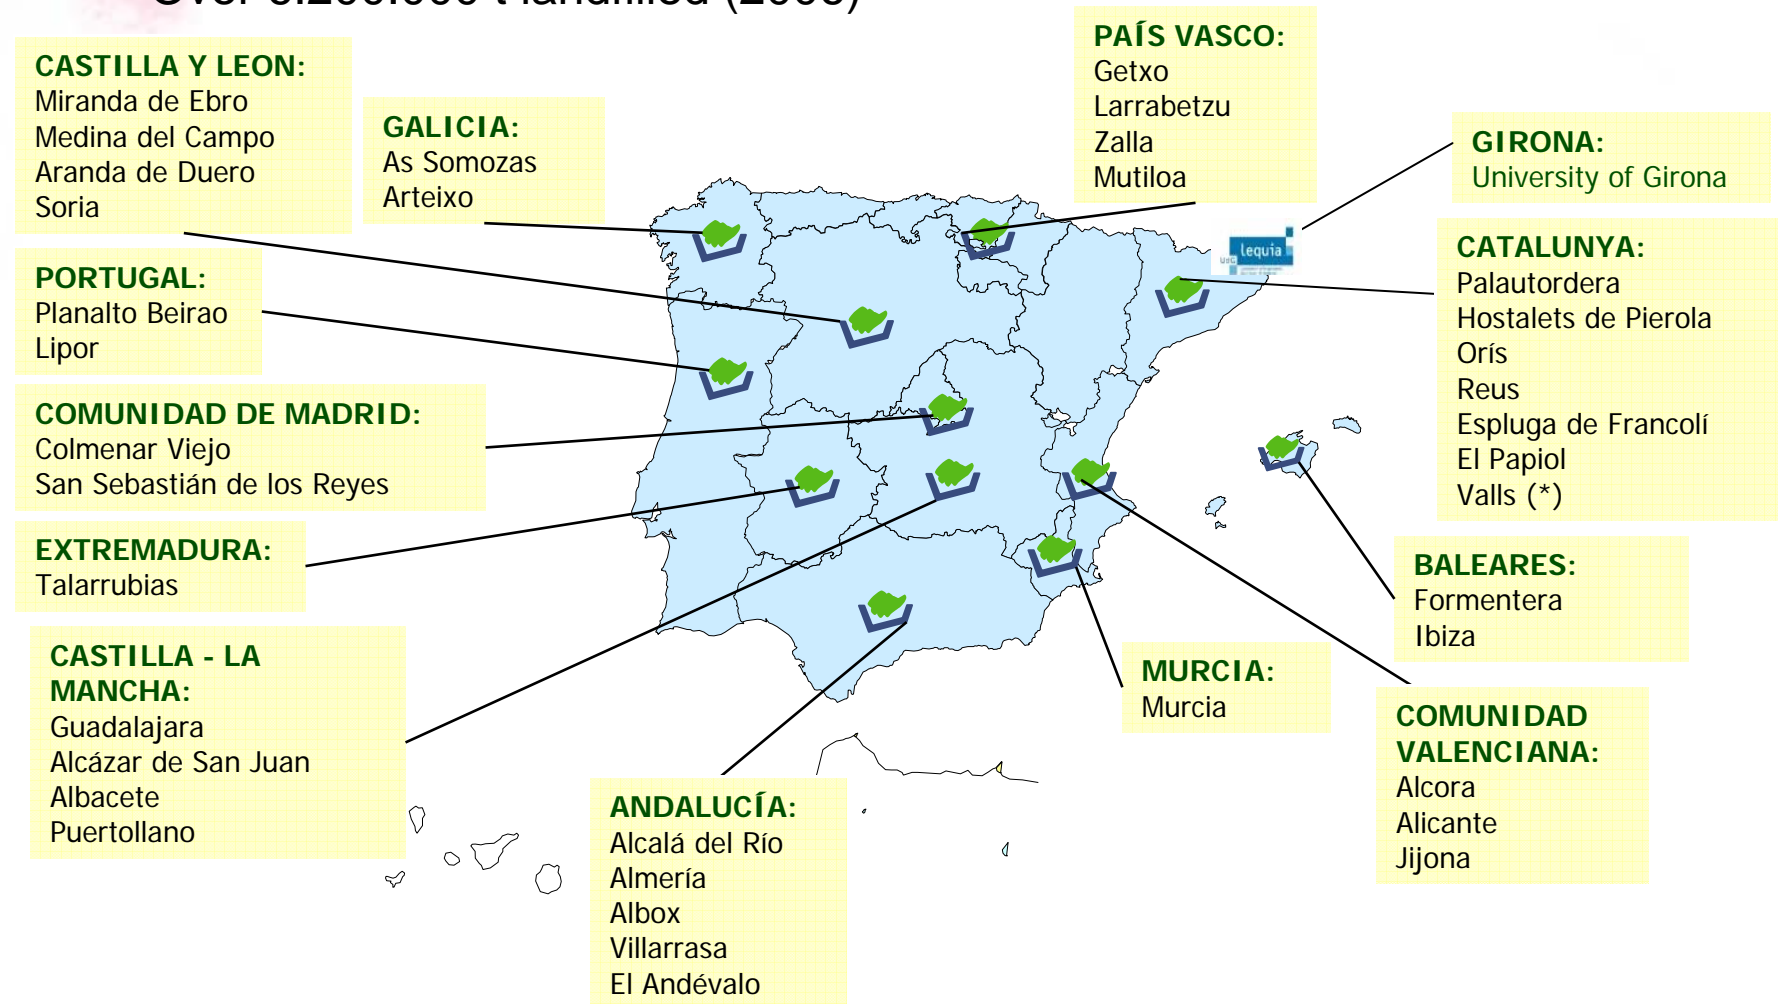 landfilled (2008)
CASTILLA Y LEON:
Miranda de Ebro
Medina del Campo
Aranda de Duero
Soria
GALICIA:
As Somozas
Arteixo
PAÍS VASCO:
Getxo
Larrabetzu
Zalla
Mutiloa
GIRONA:
University of Girona
lequia
UdG
PORTUGAL:
Planalto Beirao
Lipor
CATALUNYA:
Palautordera
Hostalets de Pierola
Orís
Reus
Espluga de Francolí
El Papiol
Valls (*)
COMUNIDAD DE MADRID:
Colmenar Viejo
San Sebastián de los Reyes
EXTREMADURA:
Talarrubias
BALEARES:
Formentera
Ibiza
CASTILLA - LA
MANCHA:
Guadalajara
Alcázar de San Juan
Albacete
Puertollano
MURCIA:
Murcia
COMUNIDAD
VALENCIANA:
Alcora
Alicante
Jijona
ANDALUCÍA:
Alcalá del Río
Almería
Albox
Villarrasa
El Andévalo